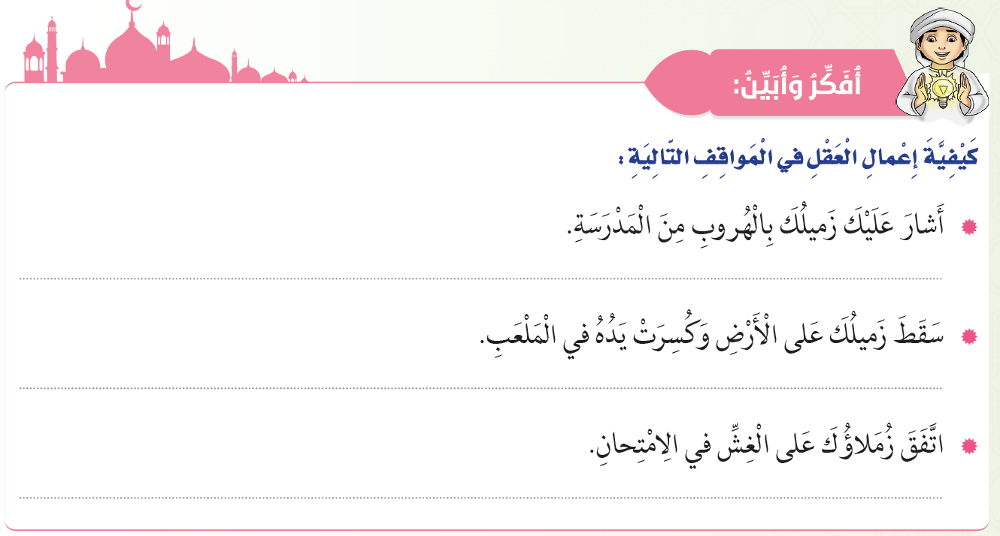 أُفَكِّرُ وَأُبَيِّنُ:
كَيْفِيَّةَ إِعْمالِ الْعَقْلِ في الْمَواقِفِ التّالِيَةِ :
أَشارَ عَلَيْكَ زَميلُكَ بِالْهُروبِ مِنَ الْمَدْرَسَةِ.
سَقَطَ زَميلُكَ عَلى الْأَرْضِ وَكُسِرَتْ يَدُهُ في الْمَلْعَبِ.
اتَّفَقَ زُمَلاؤُكَ عَلى الْغِشِّ في الِامْتِحانِ.